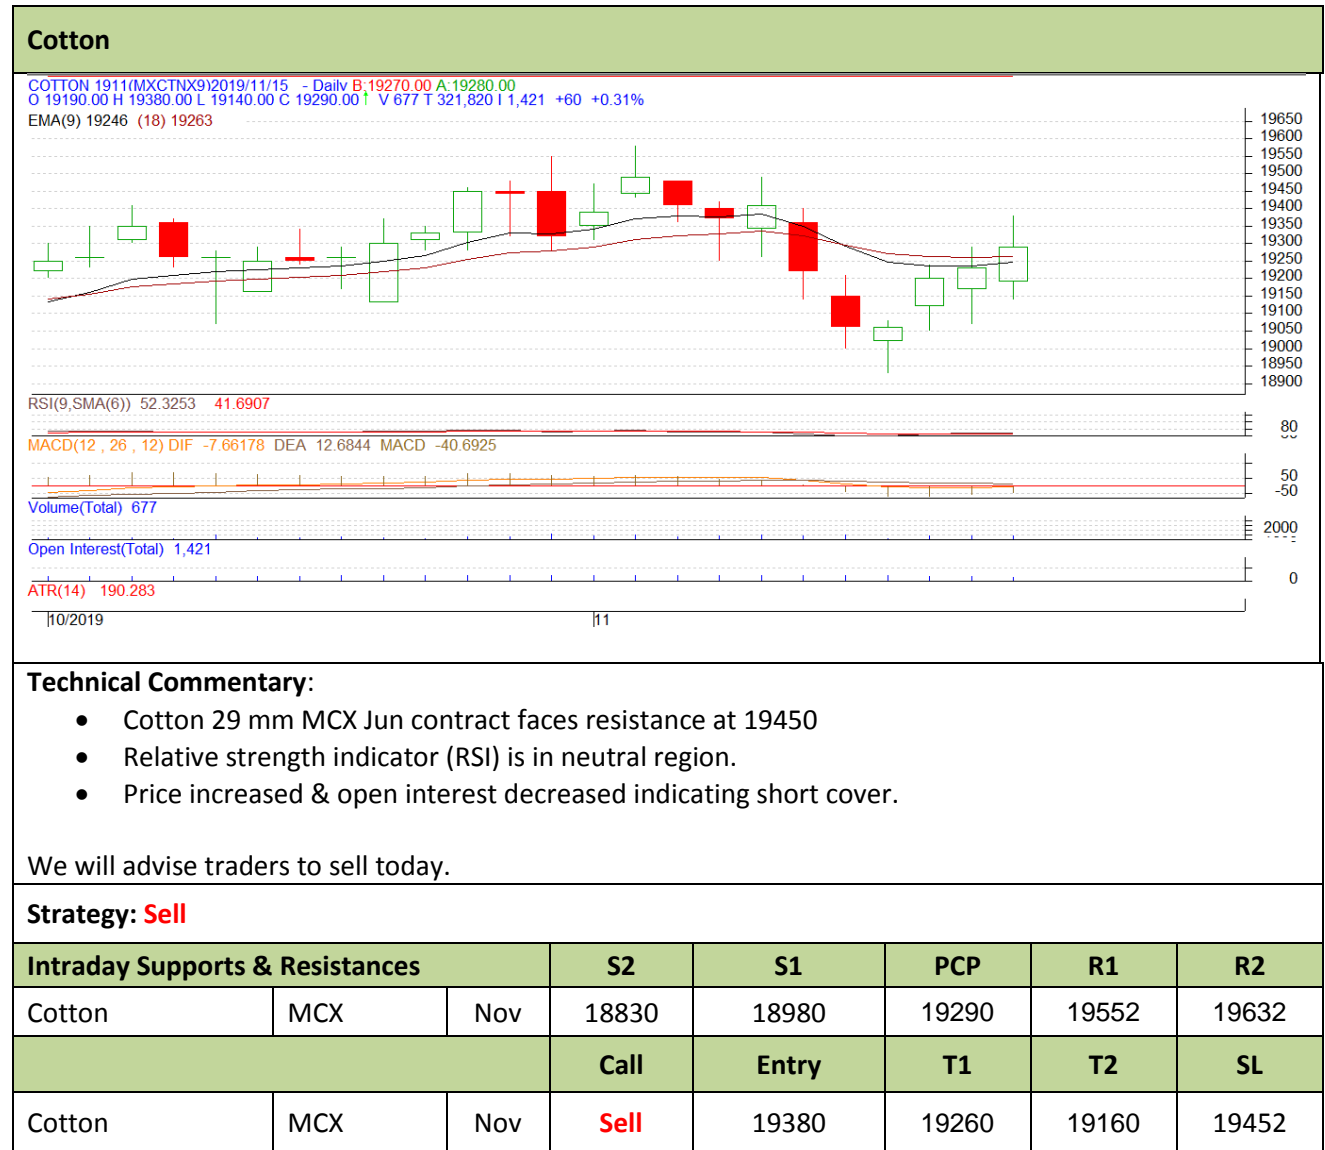 Cotton
COTTON 1911(MXCTNX9)2019/11/15 - Daily B:19270.00 A:19280.00
O 19190.00 H 19380.00 L 19140.00 C 19290.00↑ V 677 T 321,820 I 1,421 +60 +0.31%
EMA(9) 19246 (18) 19263
19650
19600
19550
19500
19450
19400
19350
19300
19250
19200
19150
19100
19050
19000
18950
18900
RSI(9,SMA(6)) 52.3253 41.6907
80
MACD(12 , 26 , 12) DIF -7.66178 DEA 12.6844 MACD -40.6925
50
-50
Volume(Total) 677
2000
Open Interest(Total) 1,421
0
ATR(14) 190.283
10/2019 11
Technical Commentary:
• Cotton 29 mm MCX Jun contract faces resistance at 19450
• Relative strength indicator (RSI) is in neutral region.
• Price increased & open interest decreased indicating short cover.
We will advise traders to sell today.
Strategy: Sell
Intraday Supports & Resistances S2 S1 PCP R1 R2
Cotton MCX Nov 18830 18980 19290 19552 19632
Call Entry T1 T2 SL
Cotton MCX Nov Sell 19380 19260 19160 19452